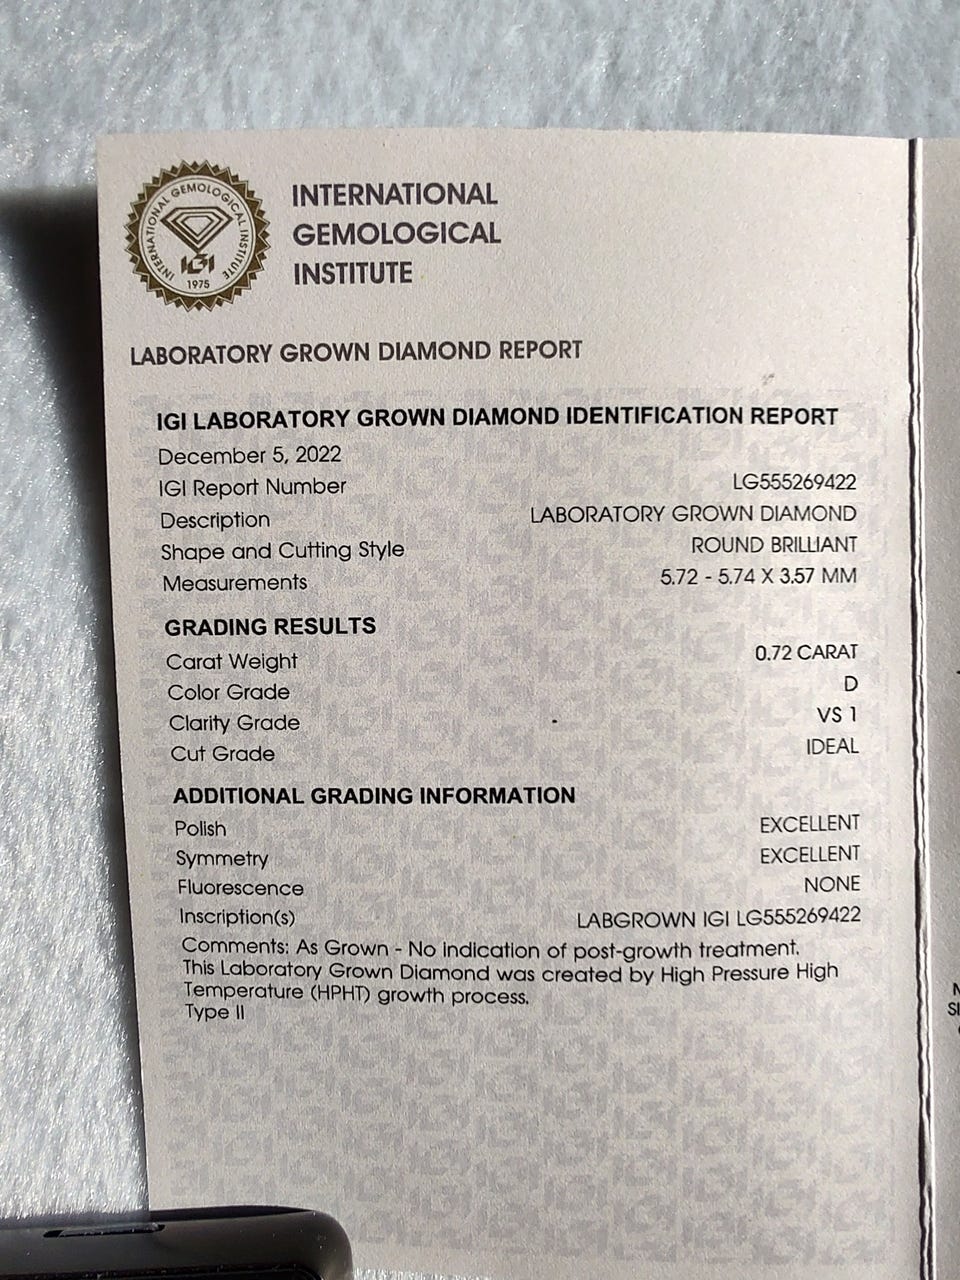 INTERNATIONAL GEMOLOGICAL INSTITUTE
IGI
1975
INTERNATIONAL
GEMOLOGICAL
INSTITUTE
LABORATORY GROWN DIAMOND REPORT
IGI LABORATORY GROWN DIAMOND IDENTIFICATION REPORT
December 5, 2022
IGI Report Number LG555269422
Description LABORATORY GROWN DIAMOND
Shape and Cutting Style ROUND BRILLIANT
Measurements 5.72 - 5.74 X 3.57 MM
GRADING RESULTS
Carat Weight 0.72 CARAT
Color Grade D
Clarity Grade VS 1
Cut Grade IDEAL
ADDITIONAL GRADING INFORMATION
Polish EXCELLENT
Symmetry EXCELLENT
Fluorescence NONE
Inscription(s) LABGROWN IGI LG555269422
Comments: As Grown - No indication of post-growth treatment.
This Laboratory Grown Diamond was created by High Pressure High
Temperature (HPHT) growth process.
Type II